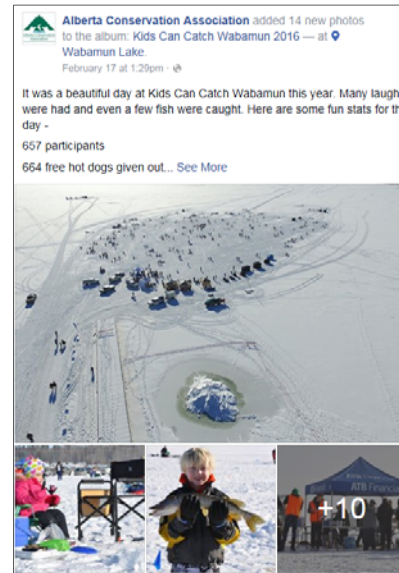 Alberta Conservation Association added 14 new photos
to the album: Kids Can Catch Wabamun 2016 — at
Wabamun Lake.
February 17 at 1:29pm ·
It was a beautiful day at Kids Can Catch Wabamun this year. Many laugh
were had and even a few fish were caught. Here are some fun stats for th
day -
657 participants
664 free hot dogs given out... See More
ATB Financia
+10